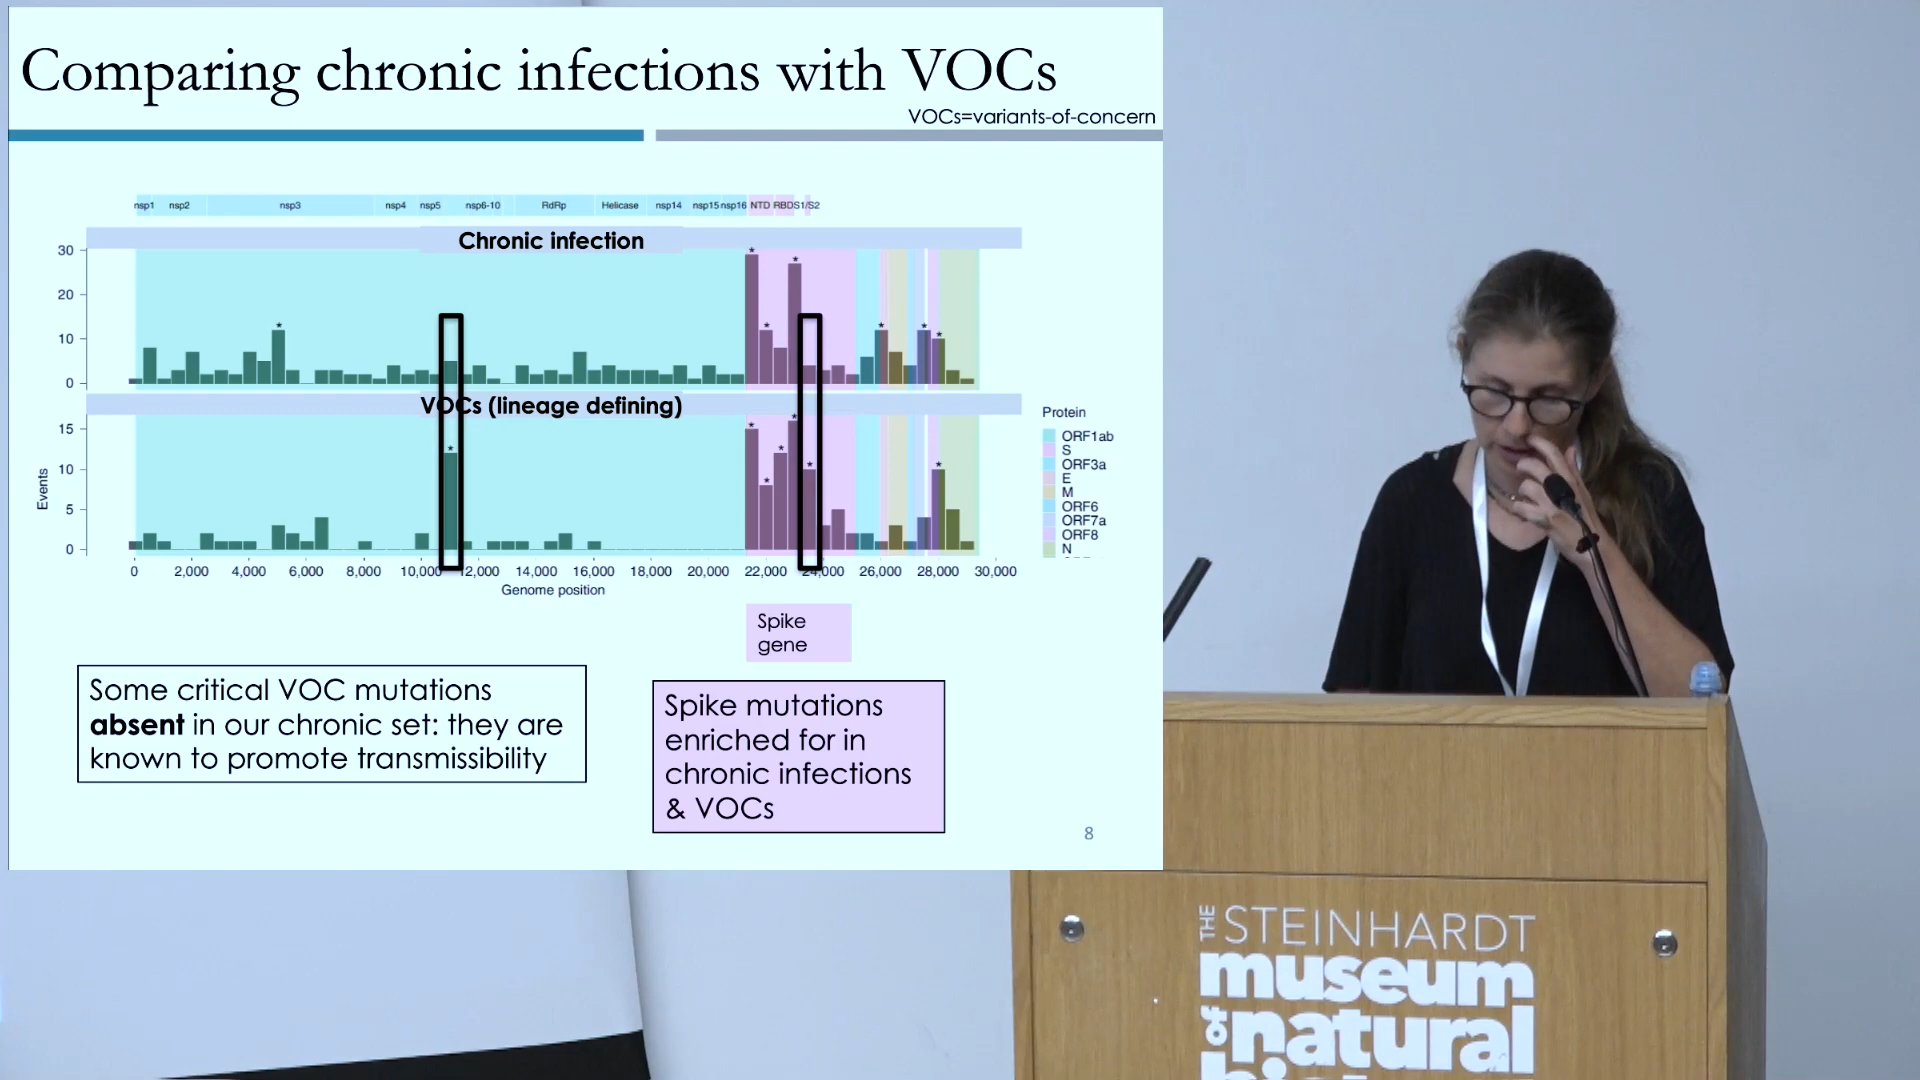 Comparing chronic infections with VOCs
VOCs=variants-of-concern
nsp1 nsp2 nsp3 nsp4 nsp5 nsp6-10 RdRp Helicase nsp14 nsp15 nsp16 NTD RBD S1/S2
Chronic infection
30
20
10
0
VOCs (lineage defining)
15
10
5
0
Events
0 2,000 4,000 6,000 8,000 10,000 12,000 14,000 16,000 18,000 20,000 22,000 24,000 26,000 28,000 30,000
Genome position
Protein
ORF1ab
S
ORF3a
E
M
ORF6
ORF7a
ORF8
N
Spike
gene
Some critical VOC mutations
absent in our chronic set: they are
known to promote transmissibility
Spike mutations
enriched for in
chronic infections
& VOCs
8
THE STEINHARDT
museum
of natural